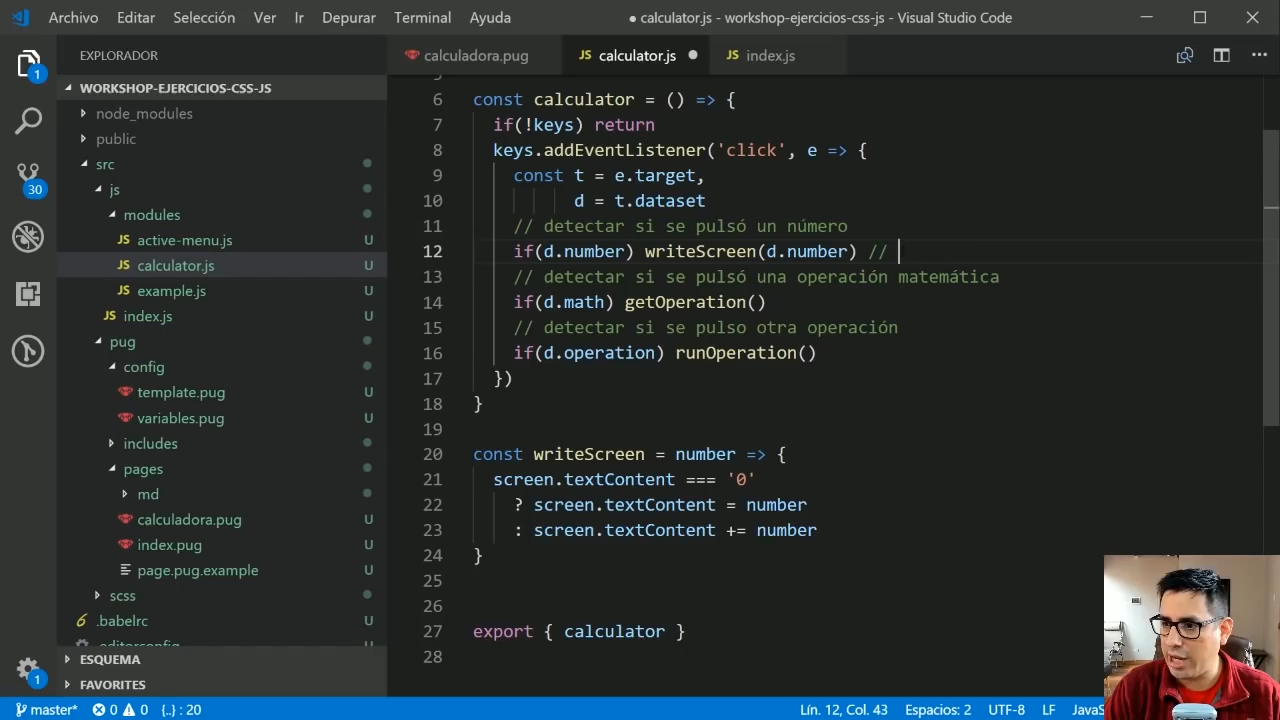 Archivo Editar Selección Ver Ir Depurar Terminal Ayuda ● calculator.js - workshop-ejercicios-css-js - Visual Studio Code
EXPLORADOR
calculadora.pug JS calculator.js ● JS index.js
WORKSHOP-EJERCICIOS-CSS-JS
node_modules
public
src
js
modules
JS active-menu.js U
JS calculator.js U
JS example.js U
JS index.js U
pug
config
template.pug U
variables.pug U
includes
pages
md
calculadora.pug U
index.pug U
page.pug.example U
scss
.babelrc U
ESQUEMA
FAVORITES
1
30
1
6 const calculator = () => {
7 if(!keys) return
8 keys.addEventListener('click', e => {
9 const t = e.target,
10 d = t.dataset
11 // detectar si se pulsó un número
12 if(d.number) writeScreen(d.number) //
13 // detectar si se pulsó una operación matemática
14 if(d.math) getOperation()
15 // detectar si se pulso otra operación
16 if(d.operation) runOperation()
17 })
18 }
19
20 const writeScreen = number => {
21 screen.textContent === '0'
22 ? screen.textContent = number
23 : screen.textContent += number
24 }
25
26
27 export { calculator }
28
master* 0 0 {..} : 20 Lín. 12, Col. 43 Espacios: 2 UTF-8 LF